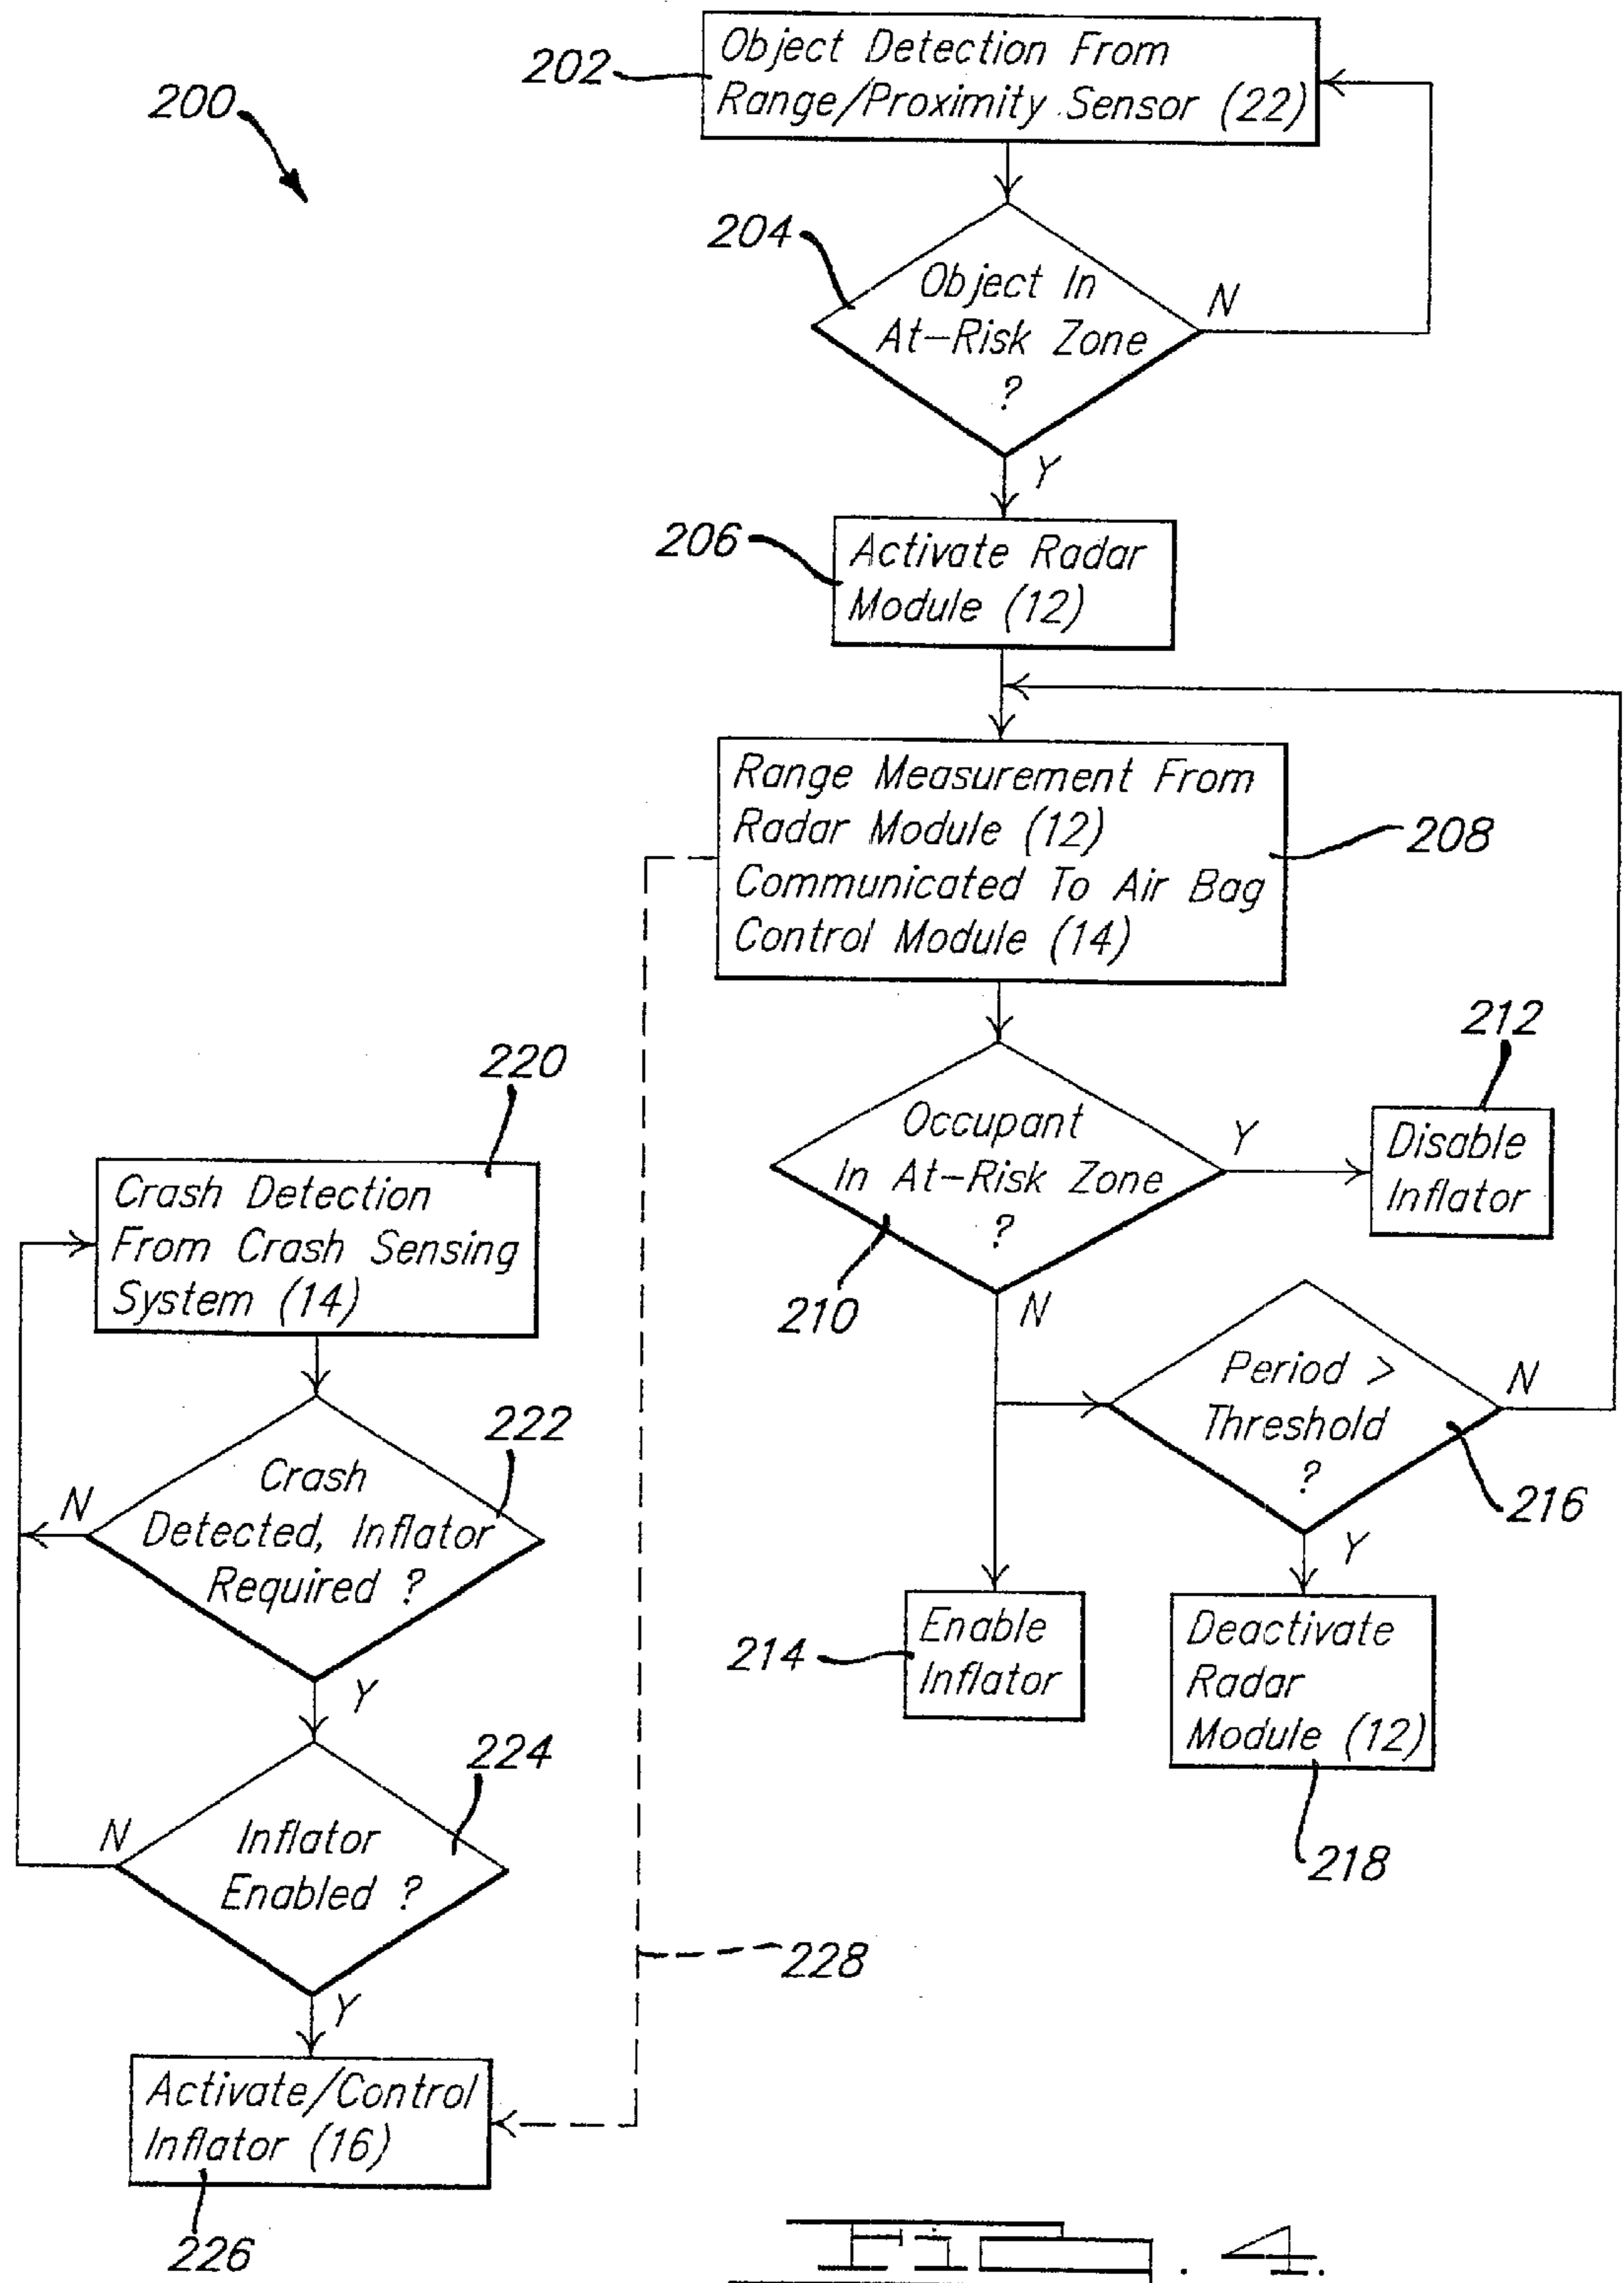 200
202
Object Detection From
Range/Proximity Sensor (22)
204
Object In
At-Risk Zone
?
N
Y
206
Activate Radar
Module (12)
Range Measurement From
Radar Module (12)
Communicated To Air Bag
Control Module (14)
208
Occupant
In At-Risk Zone
?
210
Y
N
212
Disable
Inflator
Period >
Threshold
?
216
N
Y
214
Enable
Inflator
Deactivate
Radar
Module (12)
218
220
Crash Detection
From Crash Sensing
System (14)
222
Crash
Detected, Inflator
Required ?
N
Y
224
Inflator
Enabled ?
N
Y
228
Activate/Control
Inflator (16)
226
FIG. 4.